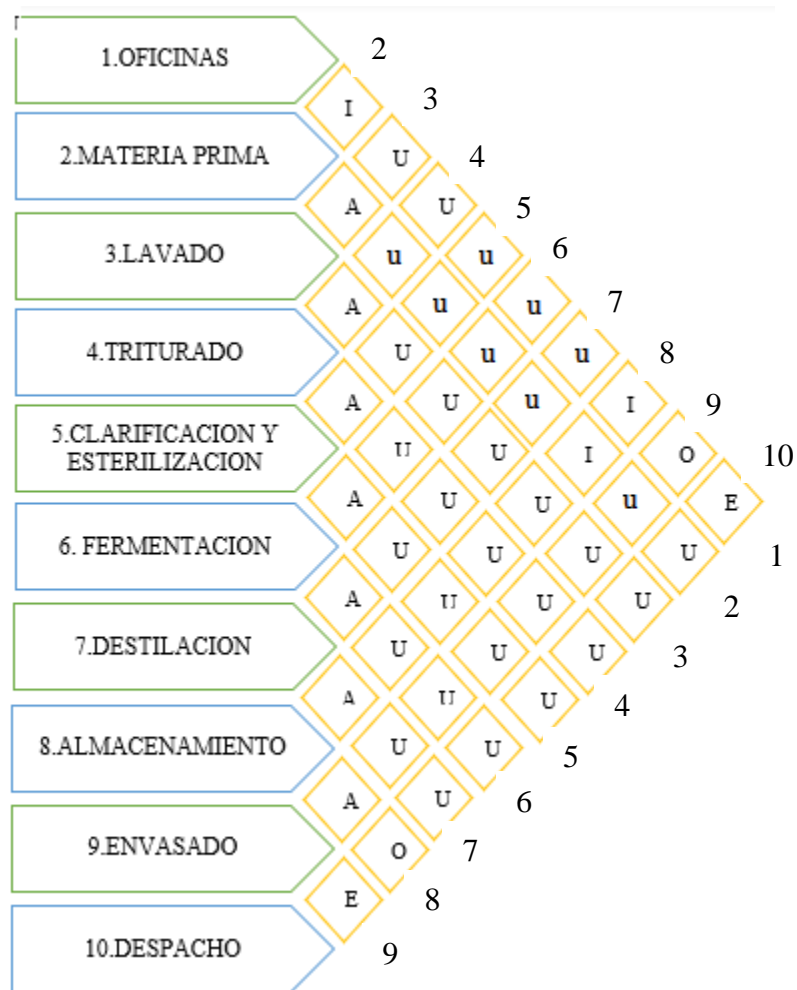 1.OFICINAS 2
I 3
2.MATERIA PRIMA U 4
A U 5
3.LAVADO u u 6
A u u 7
4.TRITURADO U u u 8
A U u I 9
5.CLARIFICACION Y
ESTERILIZACION U U I O 10
A U U u E
6. FERMENTACION U U U U 1
A U U U 2
7.DESTILACION U U U 3
A U U 4
8.ALMACENAMIENTO U U 5
A U 6
9.ENVASADO O 7
E 8
10.DESPACHO 9